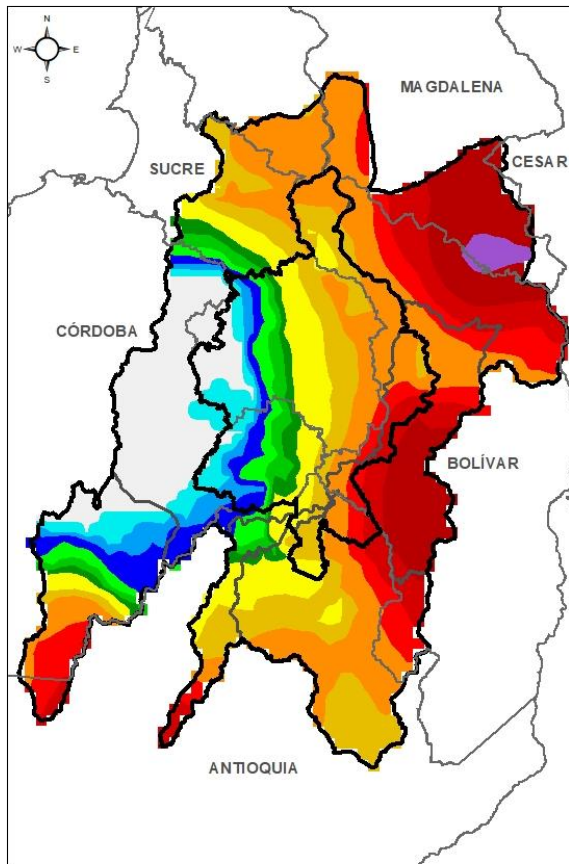 N
W E
S
MAGDALENA
CESAR
SUCRE
CÓRDOBA
BOLÍVAR
ANTIOQUIA